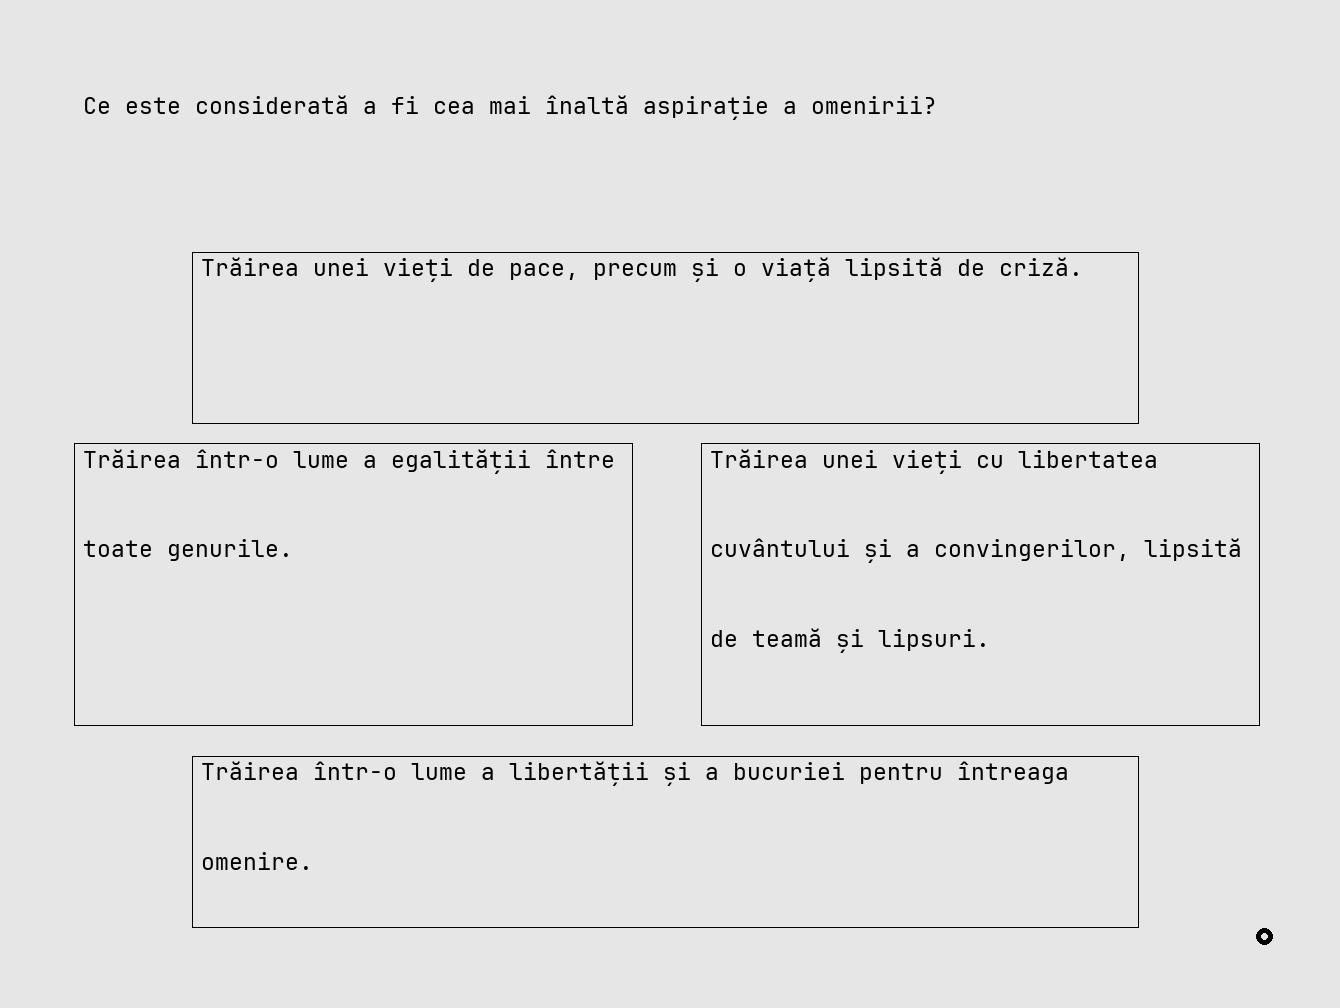 Ce este considerată a fi cea mai înaltă aspirație a omenirii?
Trăirea unei vieți de pace, precum și o viață lipsită de criză.
Trăirea într-o lume a egalității între
toate genurile.
Trăirea unei vieți cu libertatea
cuvântului și a convingerilor, lipsită
de teamă și lipsuri.
Trăirea într-o lume a libertății și a bucuriei pentru întreaga
omenire.